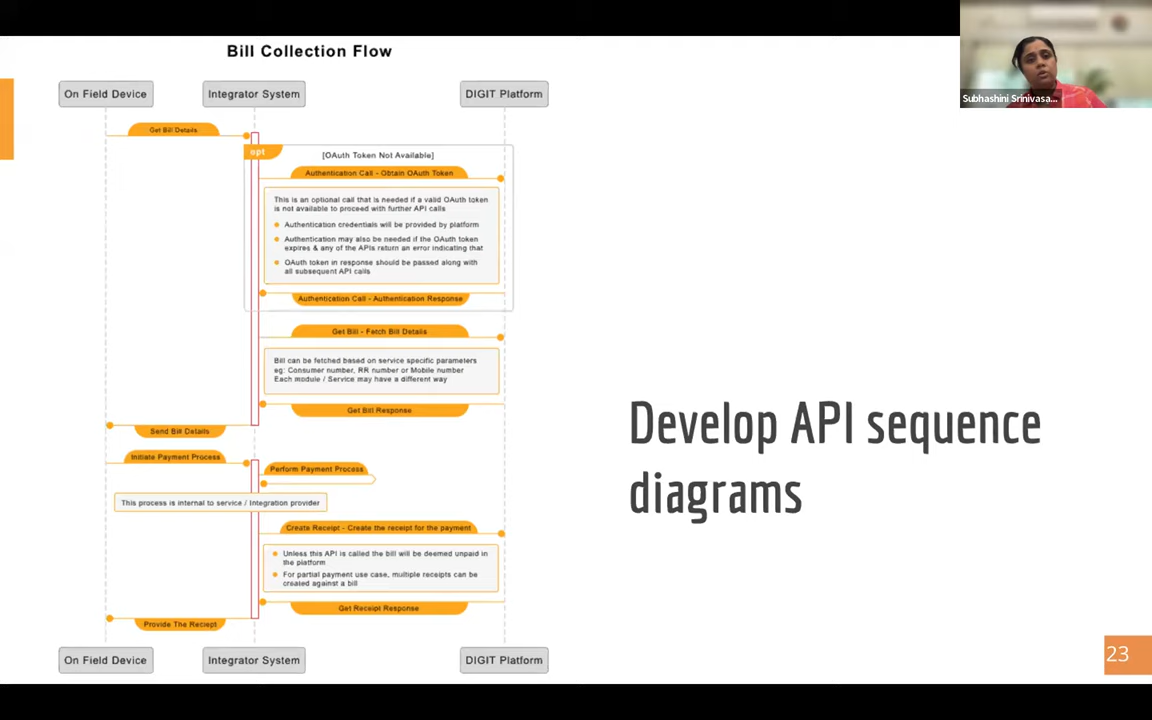 Bill Collection Flow
Subhashini Srinivasa...
On Field Device
Integrator System
DIGIT Platform
Get Bill Details
opt
[OAuth Token Not Available]
Authentication Call - Obtain OAuth Token
This is an optional call that is needed if a valid OAuth token
is not available to proceed with further API calls
Authentication credentials will be provided by platform
Authentication may also be needed if the OAuth token
expires & any of the APIs return an error indicating that
OAuth token in response should be passed along with
all subsequent API calls
Authentication Call - Authentication Response
Get Bill - Fetch Bill Details
Bill can be fetched based on service specific parameters
eg: Consumer number, RR number or Mobile number
Each module / Service may have a different way
Get Bill Response
Send Bill Details
Initiate Payment Process
Perform Payment Process
This process is internal to service / Integration provider
Create Receipt - Create the receipt for the payment
Unless this API is called the bill will be deemed unpaid in
the platform
For partial payment use case, multiple receipts can be
created against a bill
Get Receipt Response
Provide The Reciept
On Field Device
Integrator System
DIGIT Platform
Develop API sequence
diagrams
23